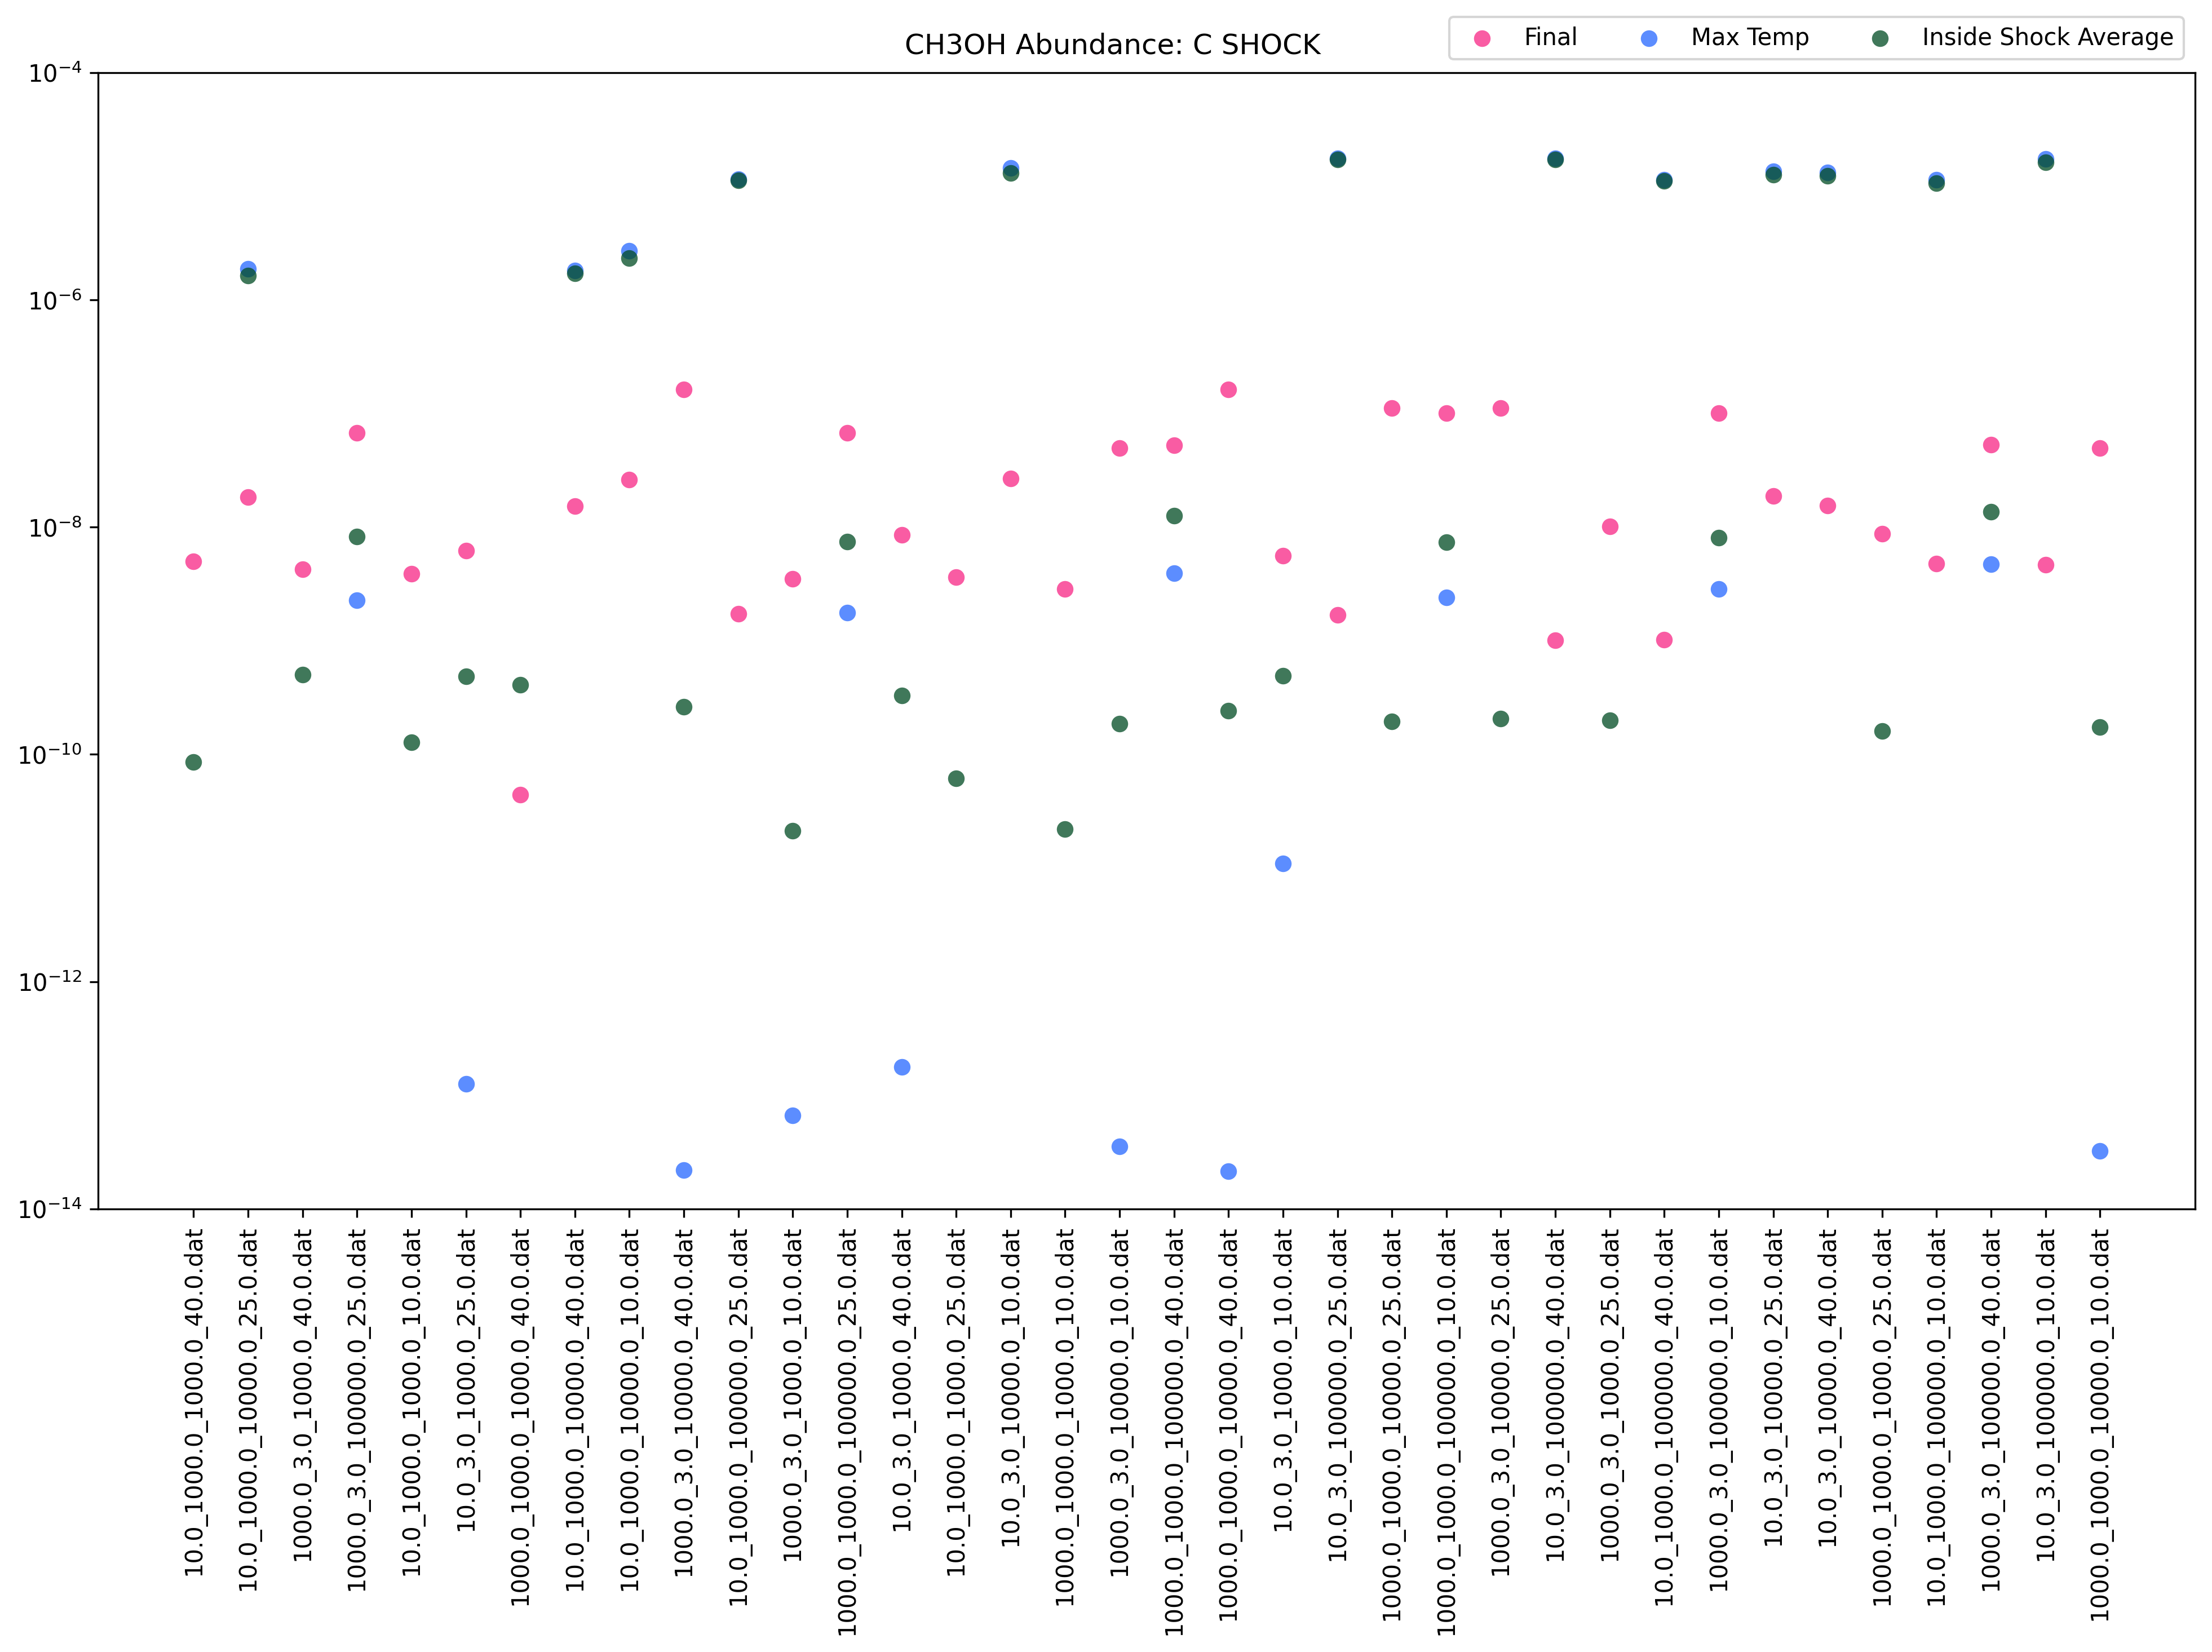 CH3OH Abundance: C SHOCK
Final
Max Temp
Inside Shock Average
10−4
10−6
10−8
10−10
10−12
10−14
10.0_1000.0_1000.0_40.0.dat
10.0_1000.0_10000.0_25.0.dat
1000.0_3.0_1000.0_40.0.dat
1000.0_3.0_100000.0_25.0.dat
10.0_1000.0_1000.0_10.0.dat
10.0_3.0_1000.0_25.0.dat
1000.0_1000.0_1000.0_40.0.dat
10.0_1000.0_10000.0_40.0.dat
10.0_1000.0_10000.0_10.0.dat
1000.0_3.0_10000.0_40.0.dat
10.0_1000.0_100000.0_25.0.dat
1000.0_3.0_1000.0_10.0.dat
1000.0_1000.0_100000.0_25.0.dat
10.0_3.0_1000.0_40.0.dat
10.0_1000.0_1000.0_25.0.dat
10.0_3.0_10000.0_10.0.dat
1000.0_1000.0_1000.0_10.0.dat
1000.0_3.0_10000.0_10.0.dat
1000.0_1000.0_100000.0_40.0.dat
1000.0_1000.0_10000.0_40.0.dat
10.0_3.0_1000.0_10.0.dat
10.0_3.0_100000.0_25.0.dat
1000.0_1000.0_10000.0_25.0.dat
1000.0_1000.0_100000.0_10.0.dat
1000.0_3.0_10000.0_25.0.dat
10.0_3.0_100000.0_40.0.dat
1000.0_3.0_1000.0_25.0.dat
10.0_1000.0_100000.0_40.0.dat
1000.0_3.0_100000.0_10.0.dat
10.0_3.0_10000.0_25.0.dat
10.0_3.0_10000.0_40.0.dat
1000.0_1000.0_1000.0_25.0.dat
10.0_1000.0_100000.0_10.0.dat
1000.0_3.0_100000.0_40.0.dat
10.0_3.0_100000.0_10.0.dat
1000.0_1000.0_10000.0_10.0.dat